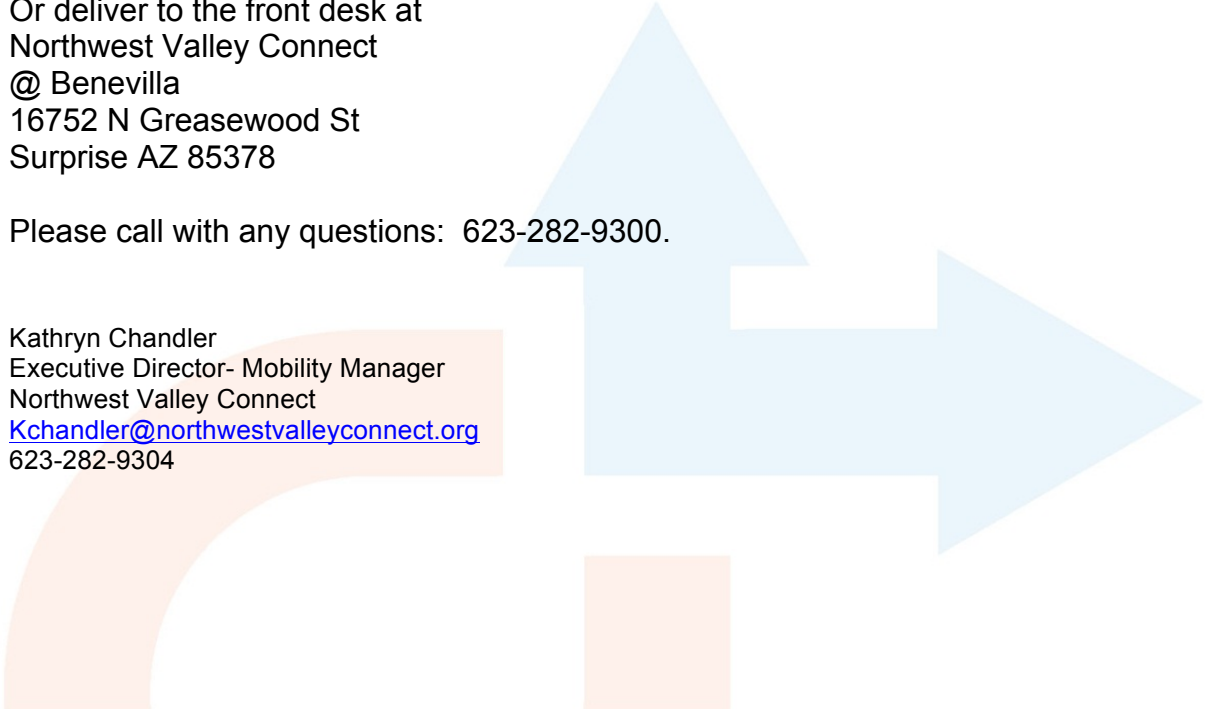 Or deliver to the front desk at
Northwest Valley Connect
@ Benevilla
16752 N Greasewood St
Surprise AZ 85378
Please call with any questions:  623-282-9300.
Kathryn Chandler
Executive Director- Mobility Manager
Northwest Valley Connect
Kchandler@northwestvalleyconnect.org
623-282-9304